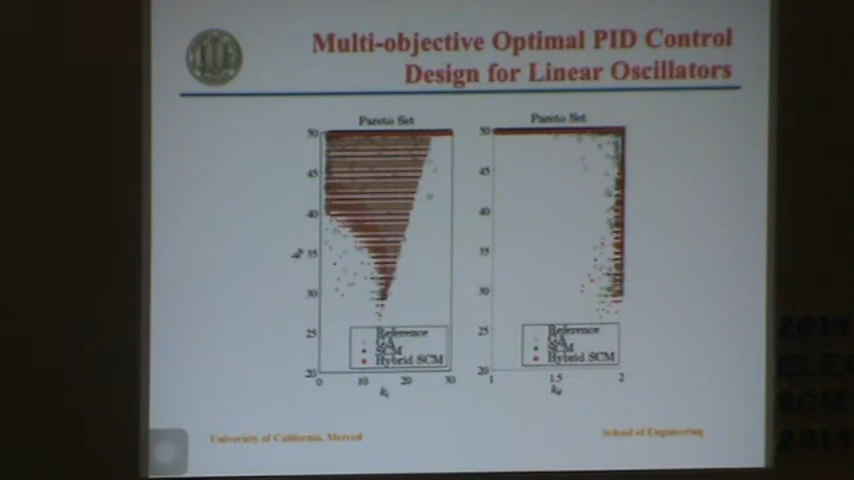 Multi-objective Optimal PID Control
Design for Linear Oscillators
Pareto Set
50
45
40
35
30
25
20
0
10
20
30
Reference
GA
SCM
Hybrid SCM
Pareto Set
50
45
40
35
30
25
20
1
1.5
2
Reference
GA
SCM
Hybrid SCM
University of California, Merced
School of Engineering